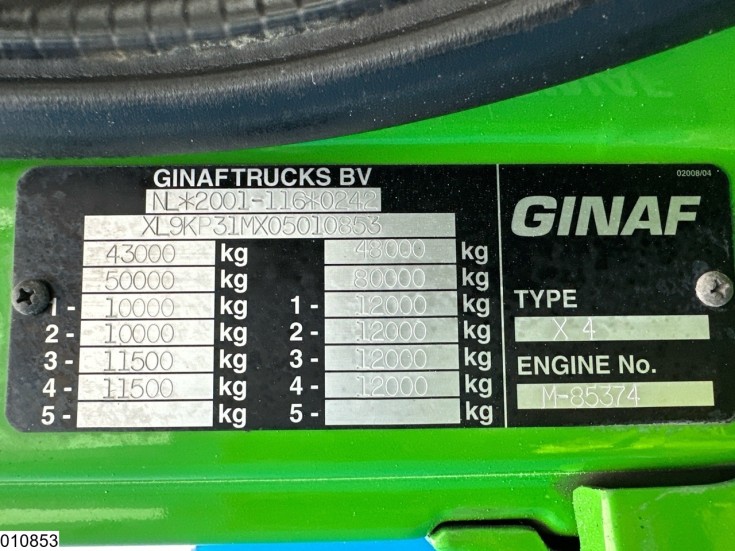 GINAF TRUCKS BV
NL*2001-116*0242
XL9KP31MX05010853
43000 kg 48000 kg
50000 kg 80000 kg
1 - 10000 kg 1 - 12000 kg
2 - 10000 kg 2 - 12000 kg
3 - 11500 kg 3 - 12000 kg
4 - 11500 kg 4 - 12000 kg
5 - kg 5 - kg
02008/04
GINAF
TYPE
X 4
ENGINE No.
M-85374
010853